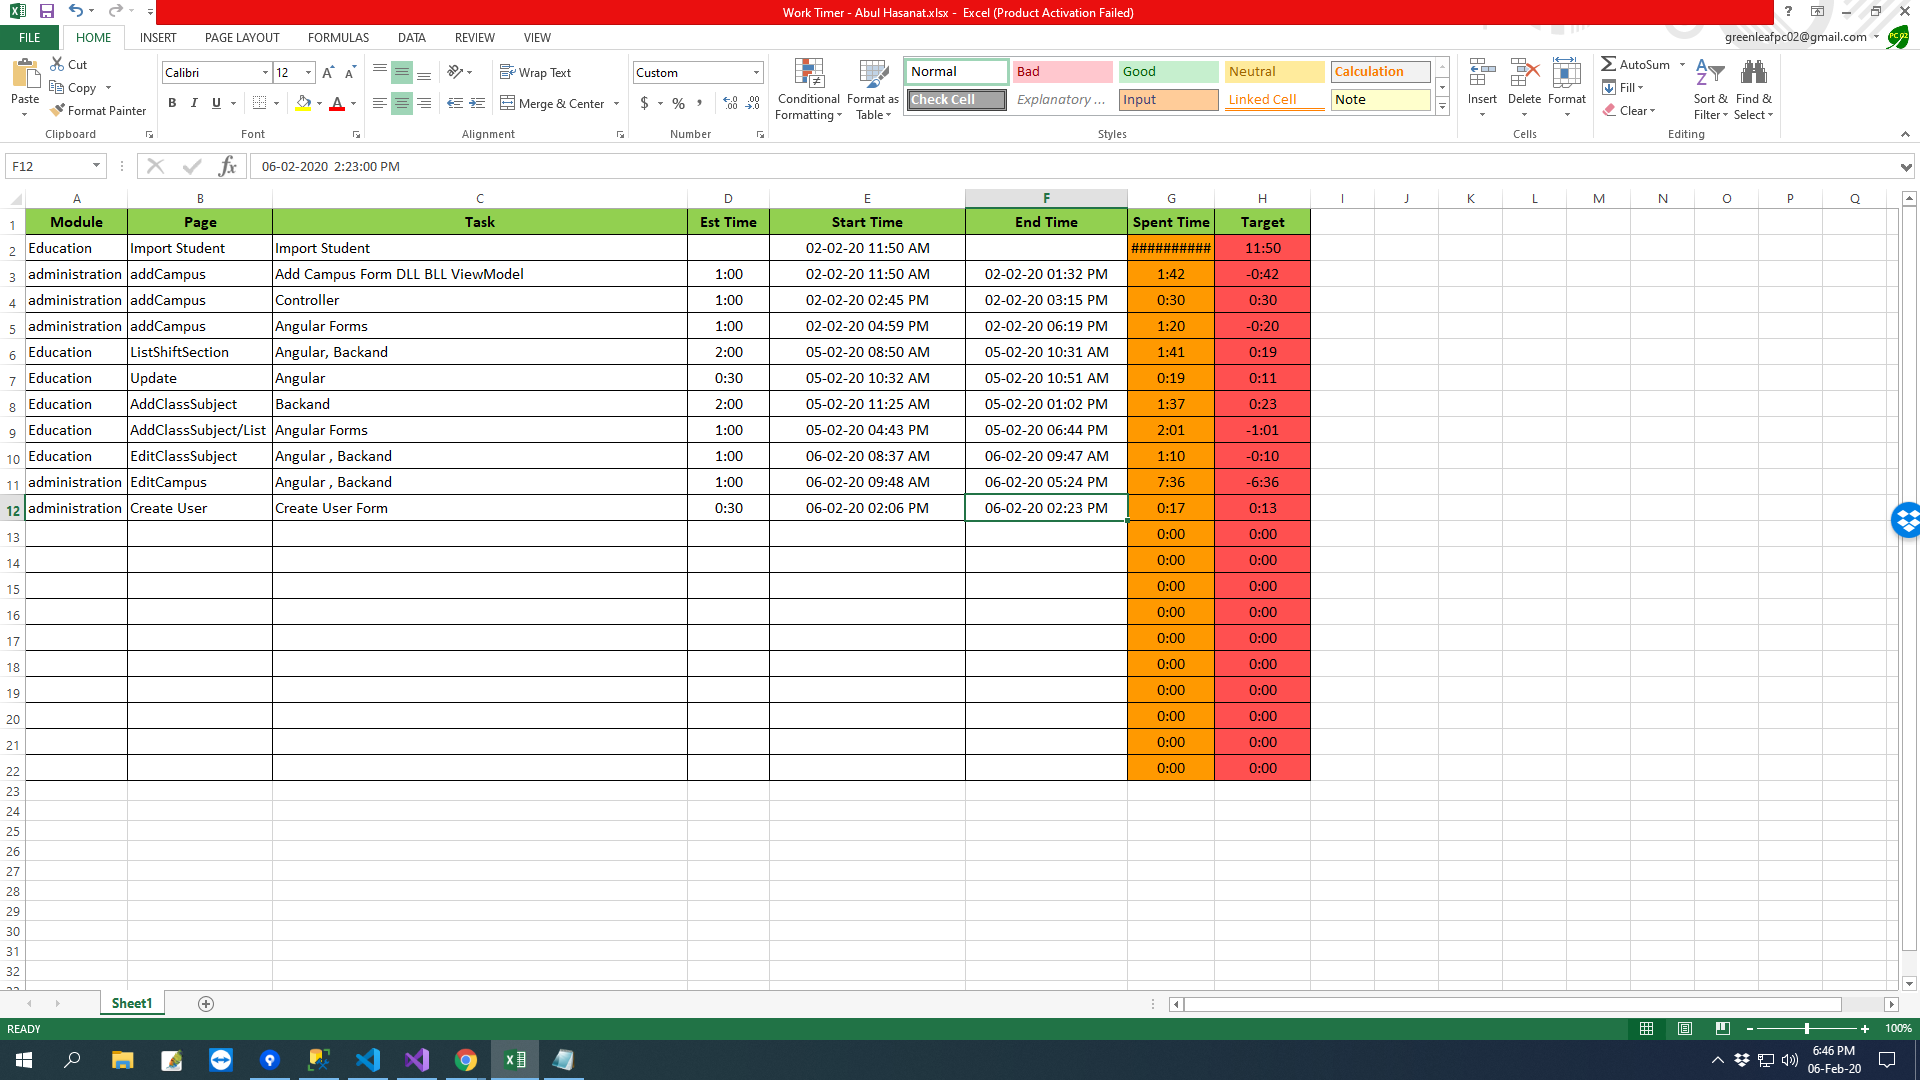 Work Timer - Abul Hasanat.xlsx - Excel (Product Activation Failed)
FILE HOME INSERT PAGE LAYOUT FORMULAS DATA REVIEW VIEW greenleafpc02@gmail.com
Cut
Copy
Format Painter
Paste
Clipboard
Calibri 12
B I U
Font
Wrap Text
Merge & Center
Alignment
Custom
$ % ,
Number
Conditional Formatting
Format as Table
Normal Bad Good Neutral Calculation
Check Cell Explanatory ... Input Linked Cell Note
Styles
Insert Delete Format
Cells
AutoSum
Fill
Clear
Sort & Filter
Find & Select
Editing
F12 fx 06-02-2020 2:23:00 PM
A B C D E F G H I J K L M N O P Q
1 Module Page Task Est Time Start Time End Time Spent Time Target
2 Education Import Student Import Student 02-02-20 11:50 AM ########## 11:50
3 administration addCampus Add Campus Form DLL BLL ViewModel 1:00 02-02-20 11:50 AM 02-02-20 01:32 PM 1:42 -0:42
4 administration addCampus Controller 1:00 02-02-20 02:45 PM 02-02-20 03:15 PM 0:30 0:30
5 administration addCampus Angular Forms 1:00 02-02-20 04:59 PM 02-02-20 06:19 PM 1:20 -0:20
6 Education ListShiftSection Angular, Backand 2:00 05-02-20 08:50 AM 05-02-20 10:31 AM 1:41 0:19
7 Education Update Angular 0:30 05-02-20 10:32 AM 05-02-20 10:51 AM 0:19 0:11
8 Education AddClassSubject Backand 2:00 05-02-20 11:25 AM 05-02-20 01:02 PM 1:37 0:23
9 Education AddClassSubject/List Angular Forms 1:00 05-02-20 04:43 PM 05-02-20 06:44 PM 2:01 -1:01
10 Education EditClassSubject Angular , Backand 1:00 06-02-20 08:37 AM 06-02-20 09:47 AM 1:10 -0:10
11 administration EditCampus Angular , Backand 1:00 06-02-20 09:48 AM 06-02-20 05:24 PM 7:36 -6:36
12 administration Create User Create User Form 0:30 06-02-20 02:06 PM 06-02-20 02:23 PM 0:17 0:13
13 0:00 0:00
14 0:00 0:00
15 0:00 0:00
16 0:00 0:00
17 0:00 0:00
18 0:00 0:00
19 0:00 0:00
20 0:00 0:00
21 0:00 0:00
22 0:00 0:00
23
24
25
26
27
28
29
30
31
32
Sheet1
READY 100%
6:46 PM
06-Feb-20